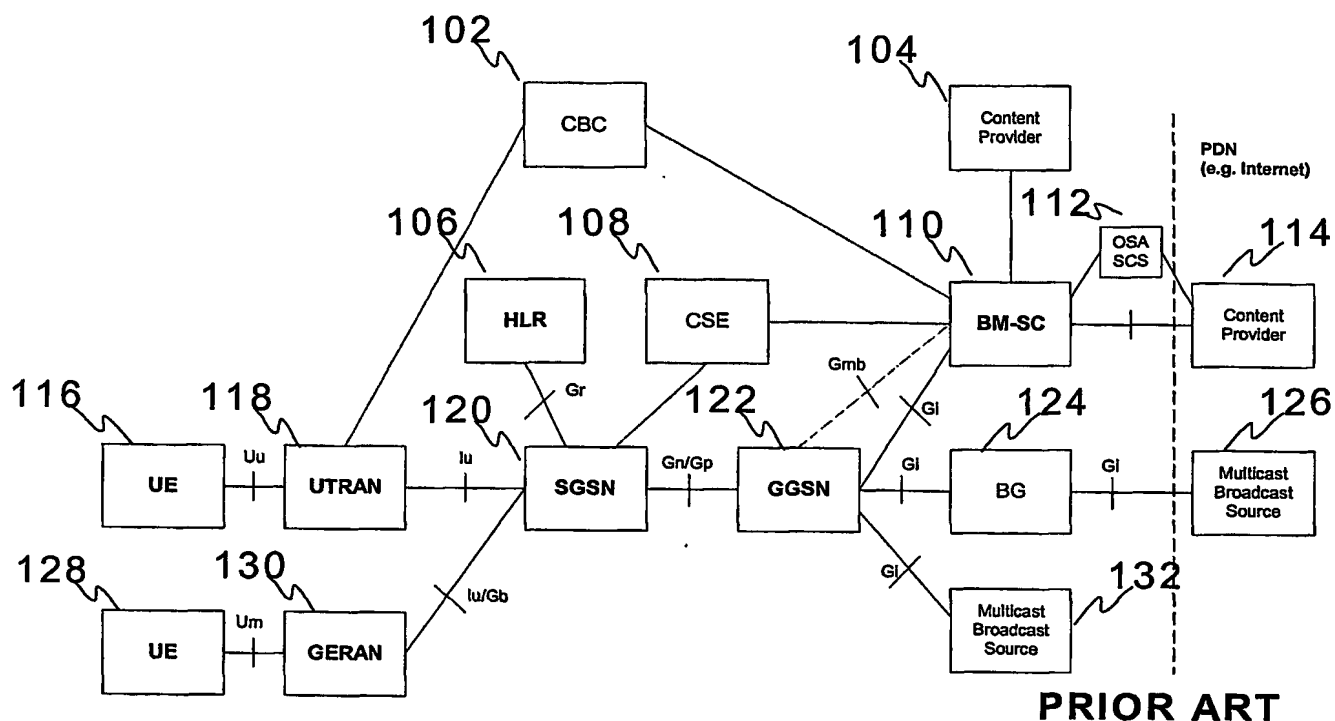 102
104
CBC
Content
Provider
PDN
(e.g. Internet)
112
106
108
110
OSA
SCS
114
HLR
CSE
BM-SC
Content
Provider
Gmb
Gr
116
118
120
122
Gi
124
126
Uu
Iu
Gn/Gp
Gi
Gi
UE
UTRAN
SGSN
GGSN
BG
Multicast
Broadcast
Source
128
130
Iu/Gb
Gi
132
Um
UE
GERAN
Multicast
Broadcast
Source
PRIOR ART